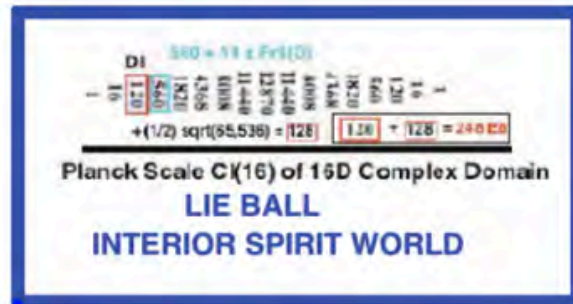 DI
1 16 120 560 1820 4368 8008 11440 12870 11440 8008 4368 1820 560 120 16 1
+(1/2) sqrt(65,536) = 128 120 + 128 = 248 E8
Planck Scale Cl(16) of 16D Complex Domain
LIE BALL
INTERIOR SPIRIT WORLD